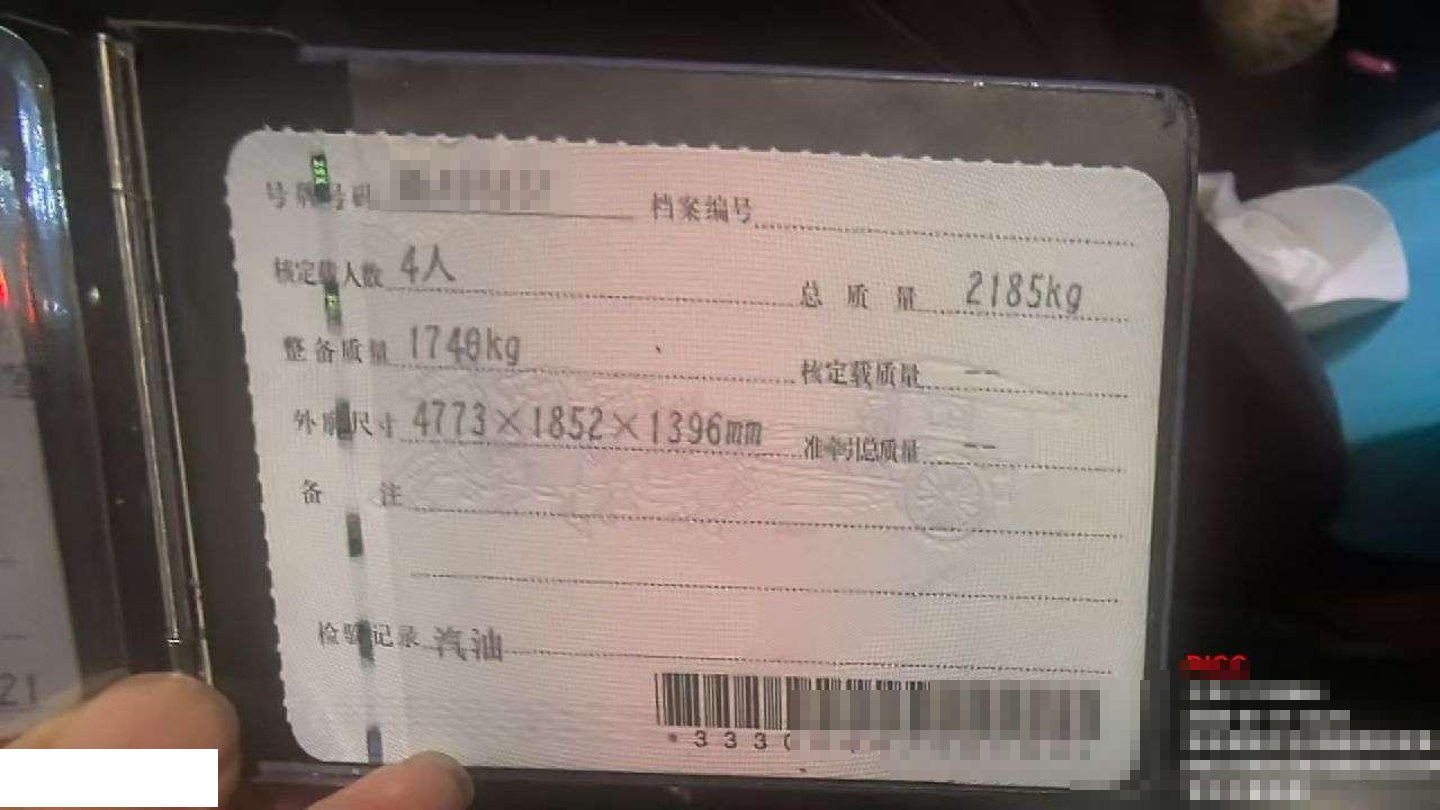 号牌号码 档案编号
核定载人数 4人 总质量 2185kg
整备质量 1740kg 核定载质量 --
外廓尺寸 4773×1852×1396mm 准牵引总质量 --
备注
检验记录 汽油
*333
21
PICC